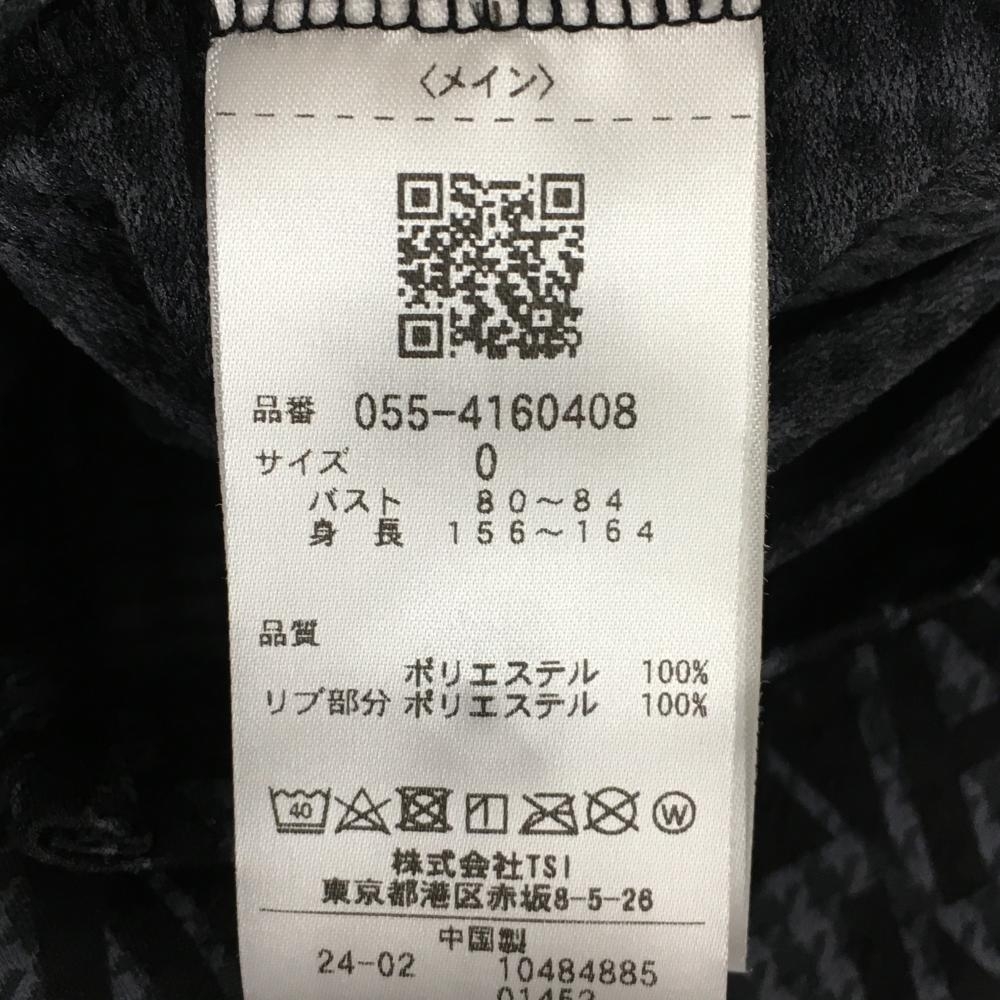 〈メイン〉
品番 055-4160408
サイズ 0
バスト 80～84
身長 156～164
品質
ポリエステル 100%
リブ部分 ポリエステル 100%
40
W
株式会社TSI
東京都港区赤坂8-5-26
中国製
24-02 10484885